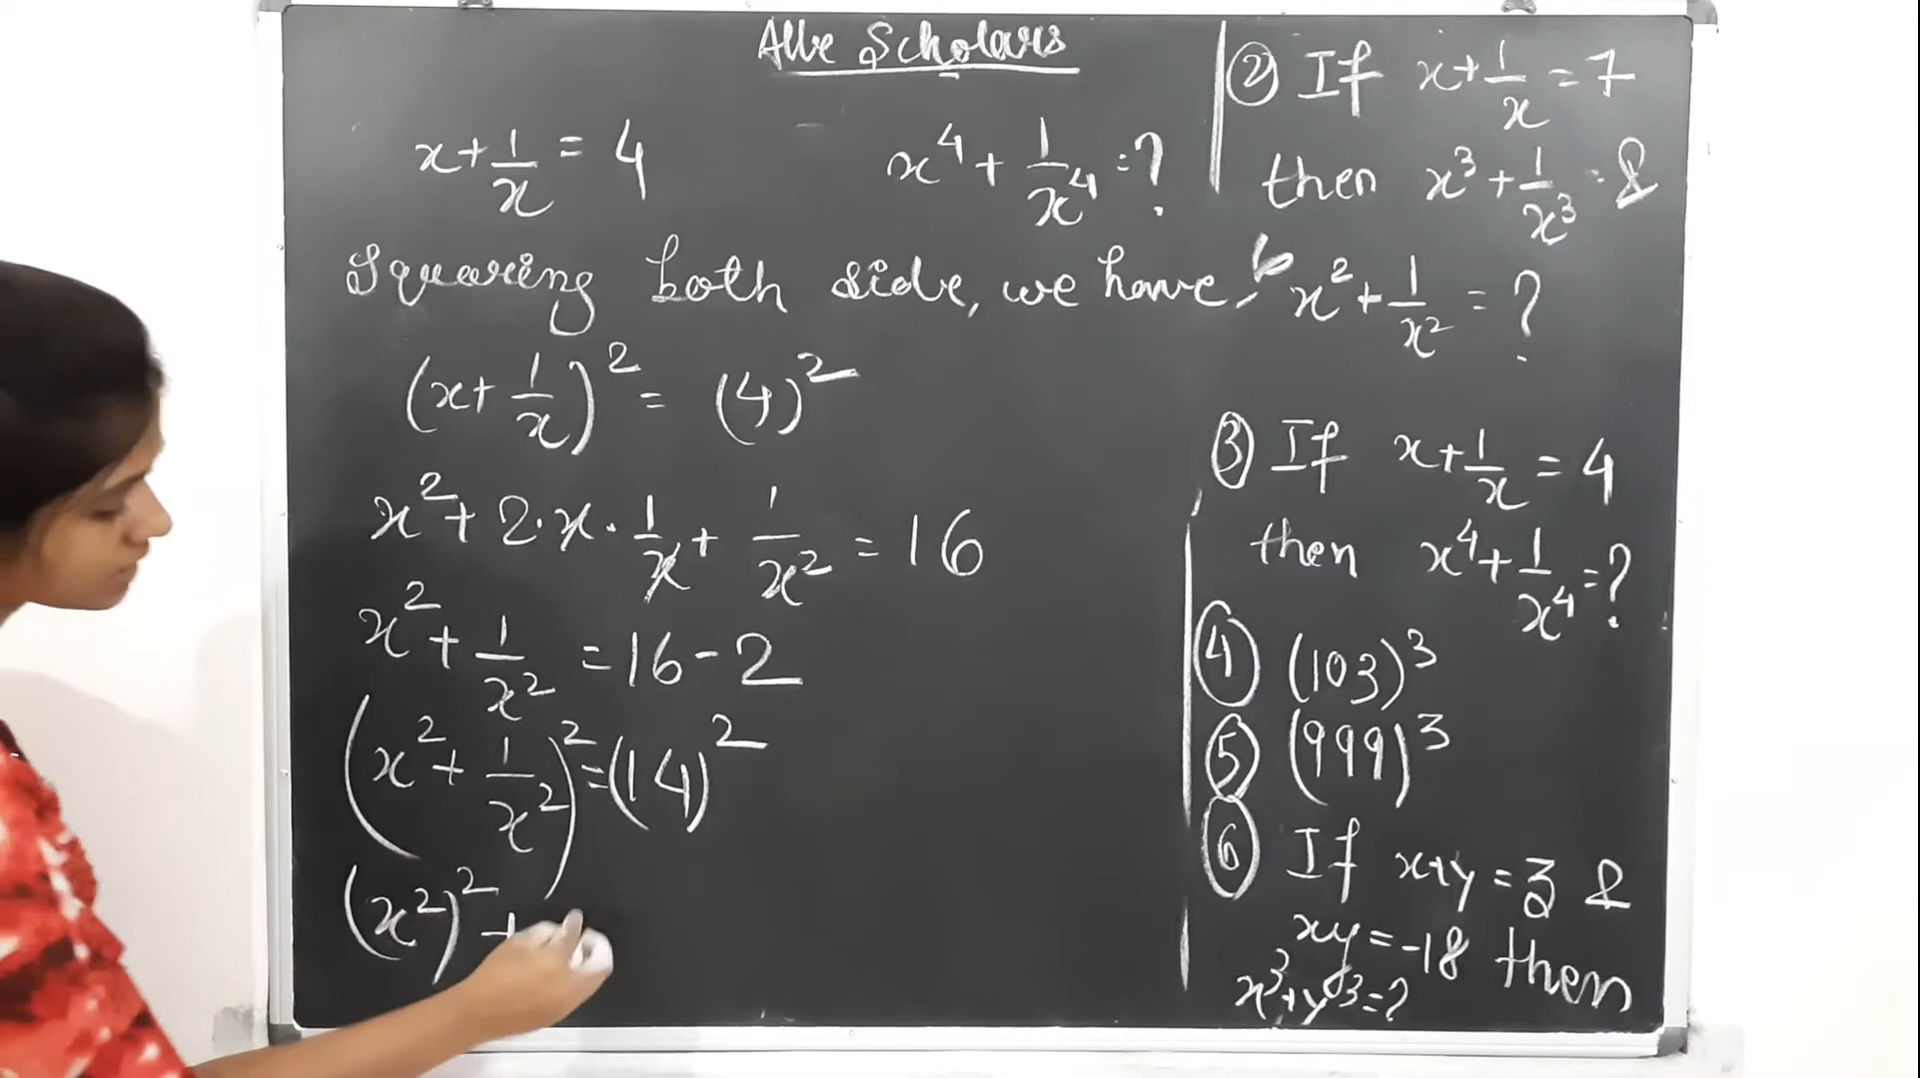 Alve Scholars
x + 1/x = 4    x⁴ + 1/x⁴ = ?
Squaring both side, we have,
(x + 1/x)² = (4)²
x² + 2·x·1/x + 1/x² = 16
x² + 1/x² = 16 - 2
(x² + 1/x²)² = (14)²
(x²)² +
② If x + 1/x = 7
then x³ + 1/x³ = &
x² + 1/x² = ?
③ If x + 1/x = 4
then x⁴ + 1/x⁴ = ?
④ (103)³
⑤ (999)³
⑥ If x+y = 3 &
xy = -18 then
x³+y³ = ?